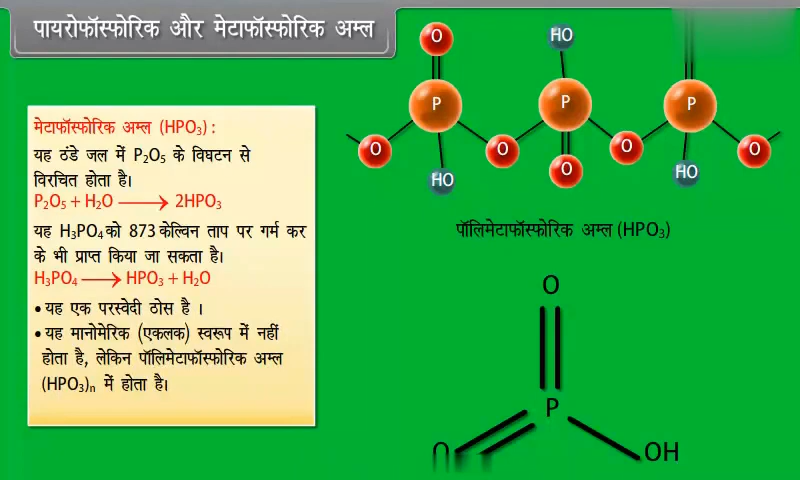 पायरोफॉस्फोरिक और मेटाफॉस्फोरिक अम्ल
मेटाफॉस्फोरिक अम्ल (HPO₃) :
यह ठंडे जल में P₂O₅ के विघटन से
विरचित होता है।
P₂O₅ + H₂O ⟶ 2HPO₃
यह H₃PO₄ को 873 केल्विन ताप पर गर्म कर
के भी प्राप्त किया जा सकता है।
H₃PO₄ ⟶ HPO₃ + H₂O
• यह एक परस्वेदी ठोस है ।
• यह मानोमेरिक (एकलक) स्वरूप में नहीं
होता है, लेकिन पॉलिमेटाफॉस्फोरिक अम्ल
(HPO₃)ₙ में होता है।
O HO
P P P
O O O O
HO O HO
पॉलिमेटाफॉस्फोरिक अम्ल (HPO₃)
O
P
O OH